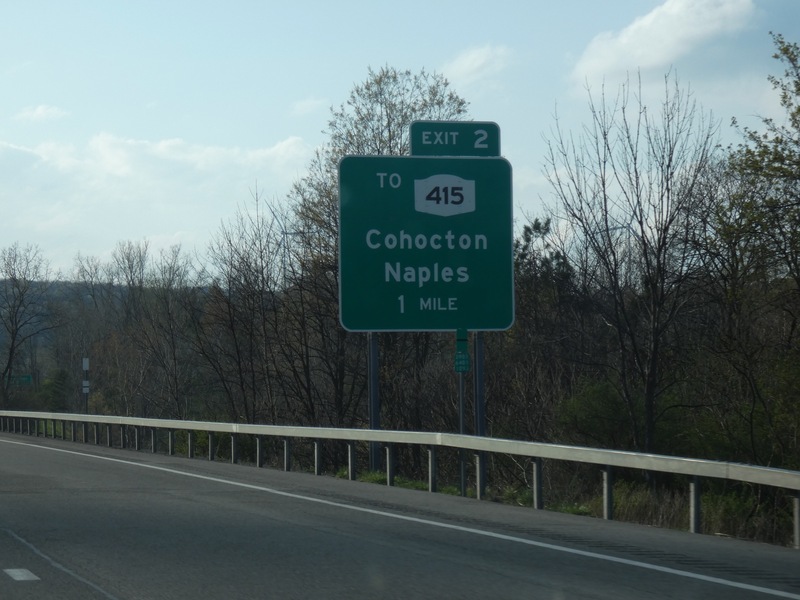 EXIT 2
TO 415
Cohocton
Naples
1 MILE